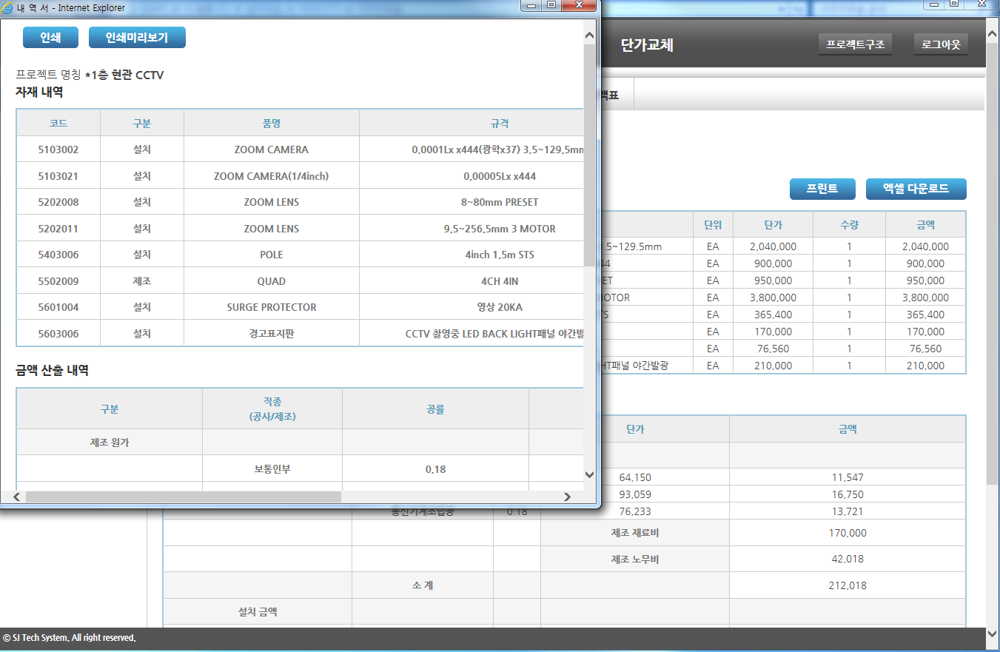 내 역 서 - Internet Explorer
인쇄 인쇄미리보기
프로젝트 명칭 *1층 현관 CCTV
자재 내역
코드 구분 품명 규격
5103002 설치 ZOOM CAMERA 0.0001Lx x444(광학x37) 3.5~129.5mm
5103021 설치 ZOOM CAMERA(1/4inch) 0.00005Lx x444
5202008 설치 ZOOM LENS 8~80mm PRESET
5202011 설치 ZOOM LENS 9.5~256.5mm 3 MOTOR
5403006 설치 POLE 4inch 1.5m STS
5502009 제조 QUAD 4CH 4IN
5601004 설치 SURGE PROTECTOR 영상 20KA
5603006 설치 경고표지판 CCTV 촬영중 LED BACK LIGHT패널 야간발
금액 산출 내역
구분 직종 공률
(공사/제조)
제조 원가
보통인부 0.18
단가교체 프로젝트구조 로그아웃
액표
프린트 엑셀 다운로드
단위 단가 수량 금액
3.5~129.5mm EA 2,040,000 1 2,040,000
44 EA 900,000 1 900,000
ET EA 950,000 1 950,000
MOTOR EA 3,800,000 1 3,800,000
TS EA 365,400 1 365,400
EA 170,000 1 170,000
EA 76,560 1 76,560
HT패널 야간발광 EA 210,000 1 210,000
단가 금액
64,150 11,547
93,059 16,750
통신기계조립공 0.18 76,233 13,721
제조 재료비 170,000
제조 노무비 42,018
소 계 212,018
설치 금액
© SJ Tech System. All right reserved.